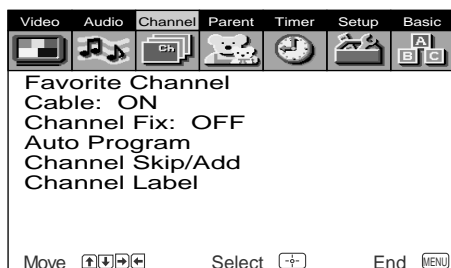 Video Audio Channel Parent Timer Setup Basic
Ch A B C
Favorite Channel
Cable: ON
Channel Fix: OFF
Auto Program
Channel Skip/Add
Channel Label
Move Select End MENU